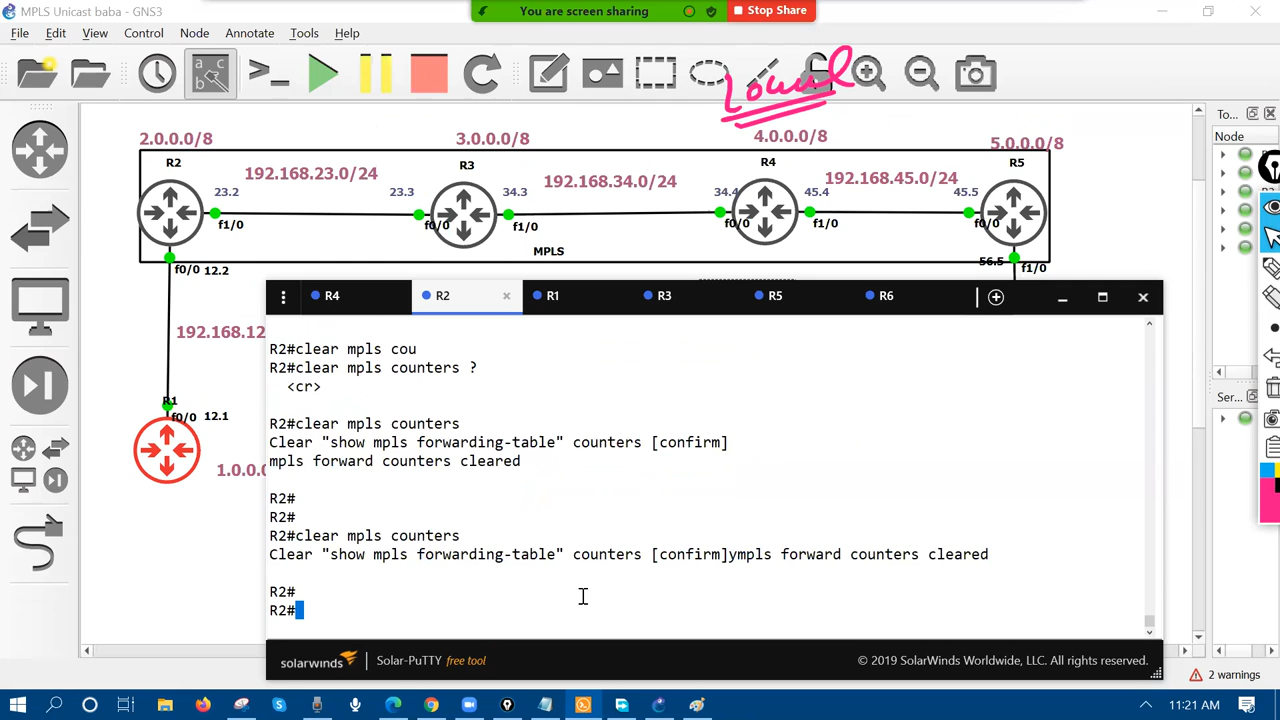 MPLS Unicast baba - GNS3
You are screen sharing
Stop Share
File Edit View Control Node Annotate Tools Help
2.0.0.0/8
3.0.0.0/8
4.0.0.0/8
5.0.0.0/8
R2
R3
R4
R5
192.168.23.0/24
192.168.34.0/24
192.168.45.0/24
23.2
23.3
34.3
34.4
45.4
45.5
f1/0
f0/0
f1/0
f0/0
f1/0
f0/0
MPLS
56.5
f0/0 12.2
f1/0
192.168.12
R1
f0/0 12.1
1.0.0.0
To...
Node
Ser...
R4 R2 × R1 R3 R5 R6
R2#clear mpls cou
R2#clear mpls counters ?
<cr>
R2#clear mpls counters
Clear "show mpls forwarding-table" counters [confirm]
mpls forward counters cleared
R2#
R2#
R2#clear mpls counters
Clear "show mpls forwarding-table" counters [confirm]ympls forward counters cleared
R2#
R2#
solarwinds Solar-PuTTY free tool
© 2019 SolarWinds Worldwide, LLC. All rights reserved.
2 warnings
11:21 AM